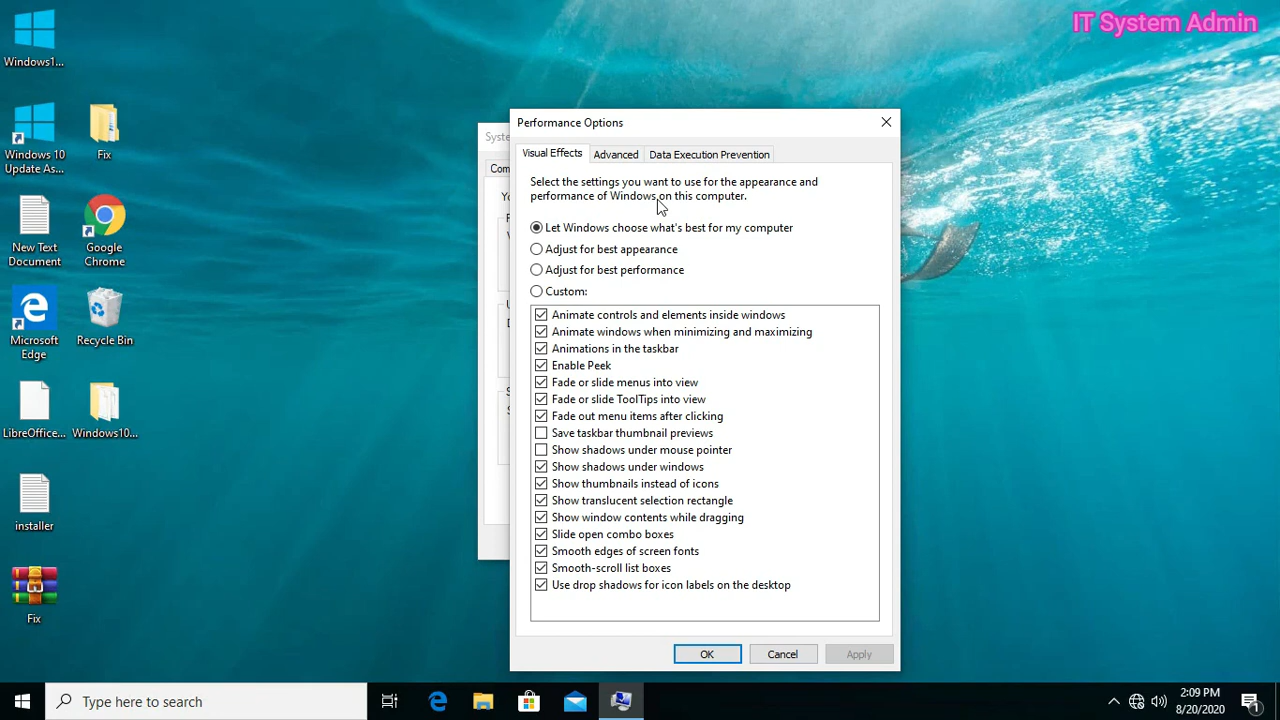 IT System Admin
Windows1...
Windows 10
Update As...
Fix
New Text
Document
Google
Chrome
Microsoft
Edge
Recycle Bin
LibreOffice...
Windows10...
installer
Fix
Syste
Com
Performance Options
Visual Effects
Advanced
Data Execution Prevention
Select the settings you want to use for the appearance and
performance of Windows on this computer.
Let Windows choose what's best for my computer
Adjust for best appearance
Adjust for best performance
Custom:
Animate controls and elements inside windows
Animate windows when minimizing and maximizing
Animations in the taskbar
Enable Peek
Fade or slide menus into view
Fade or slide ToolTips into view
Fade out menu items after clicking
Save taskbar thumbnail previews
Show shadows under mouse pointer
Show shadows under windows
Show thumbnails instead of icons
Show translucent selection rectangle
Show window contents while dragging
Slide open combo boxes
Smooth edges of screen fonts
Smooth-scroll list boxes
Use drop shadows for icon labels on the desktop
OK
Cancel
Apply
Type here to search
2:09 PM
8/20/2020
1